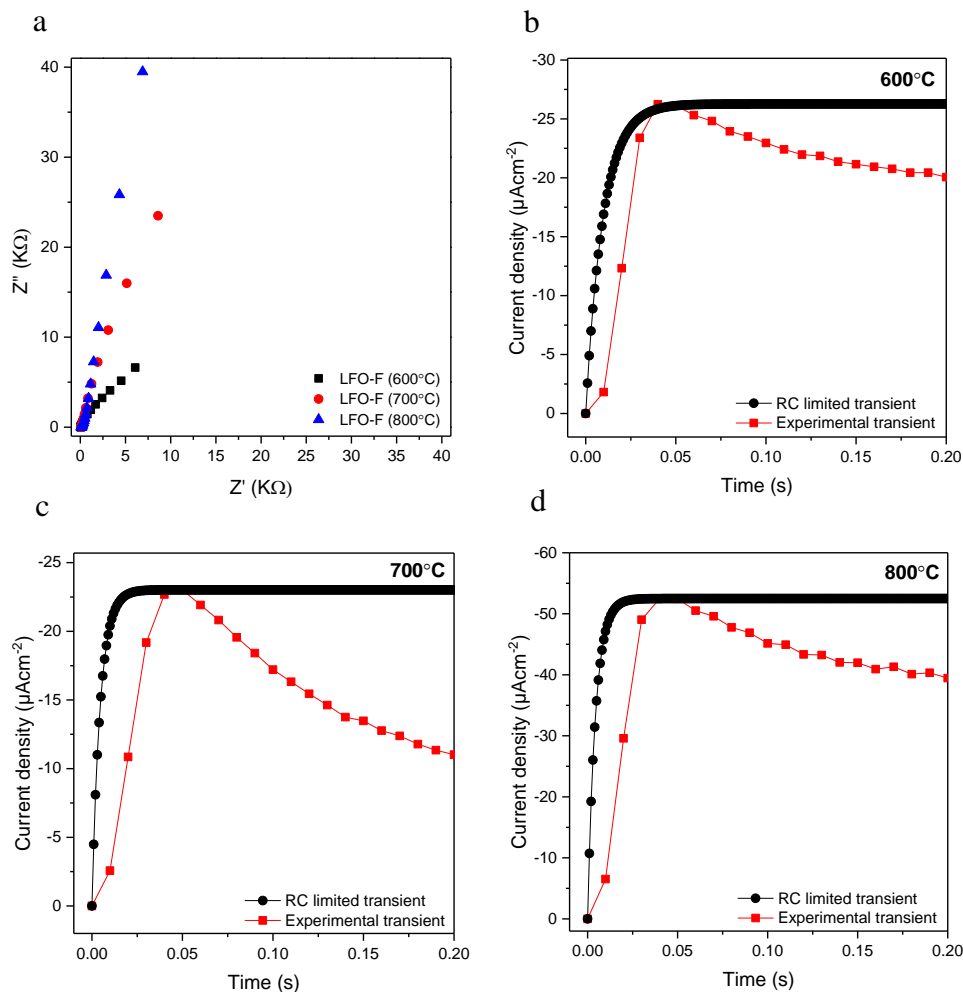 a
40
30
20
10
0
Z'' (KΩ)
0 5 10 15 20 25 30 35 40
Z' (KΩ)
LFO-F (600°C)
LFO-F (700°C)
LFO-F (800°C)
b
-30
-25
-20
-15
-10
-5
0
Current density (µAcm-2)
600°C
RC limited transient
Experimental transient
0.00 0.05 0.10 0.15 0.20
Time (s)
c
-25
-20
-15
-10
-5
0
Current density (µAcm-2)
700°C
RC limited transient
Experimental transient
0.00 0.05 0.10 0.15 0.20
Time (s)
d
-60
-50
-40
-30
-20
-10
0
Current density (µAcm-2)
800°C
RC limited transient
Experimental transient
0.00 0.05 0.10 0.15 0.20
Time (s)